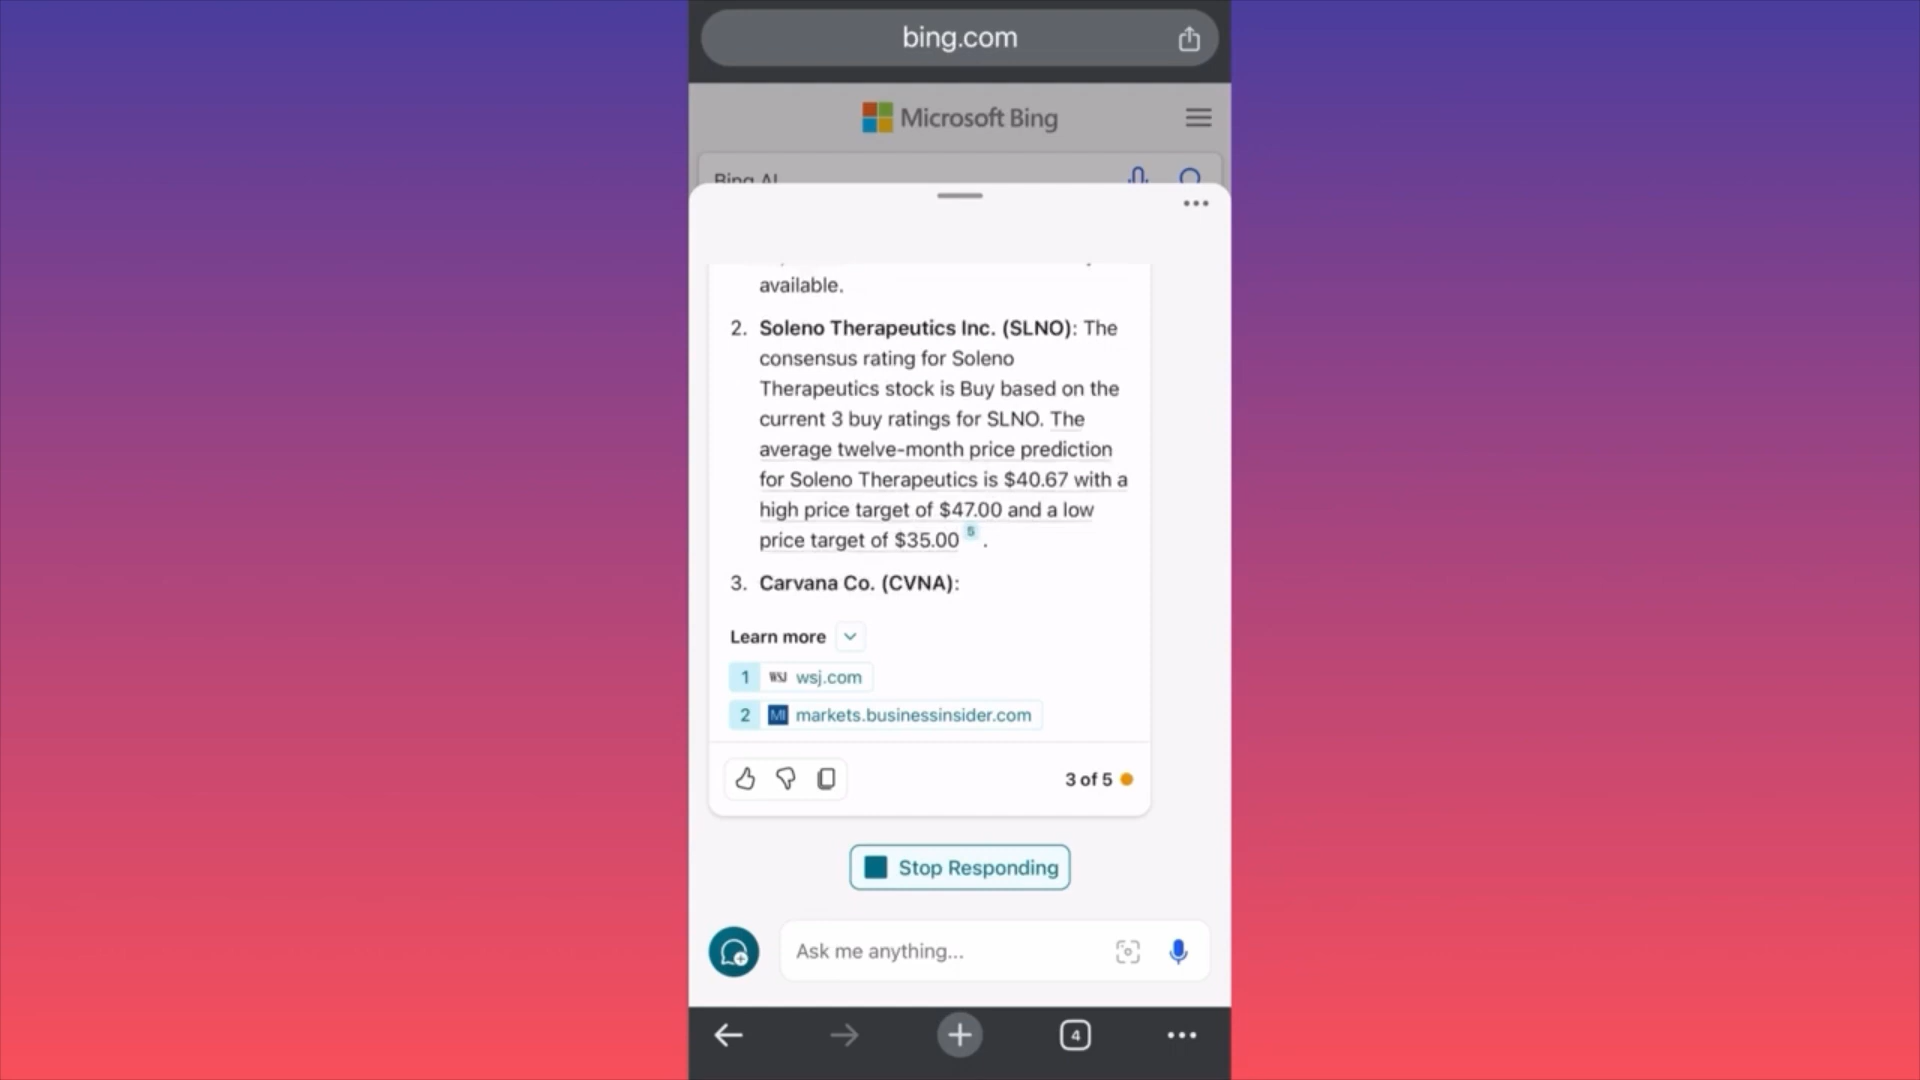 bing.com
Microsoft Bing
Bing AI
available.
2. Soleno Therapeutics Inc. (SLNO): The
consensus rating for Soleno
Therapeutics stock is Buy based on the
current 3 buy ratings for SLNO. The
average twelve-month price prediction
for Soleno Therapeutics is $40.67 with a
high price target of $47.00 and a low
price target of $35.00 5 .
3. Carvana Co. (CVNA):
Learn more
1 WSJ wsj.com
2 MI markets.businessinsider.com
3 of 5
Stop Responding
Ask me anything...
4